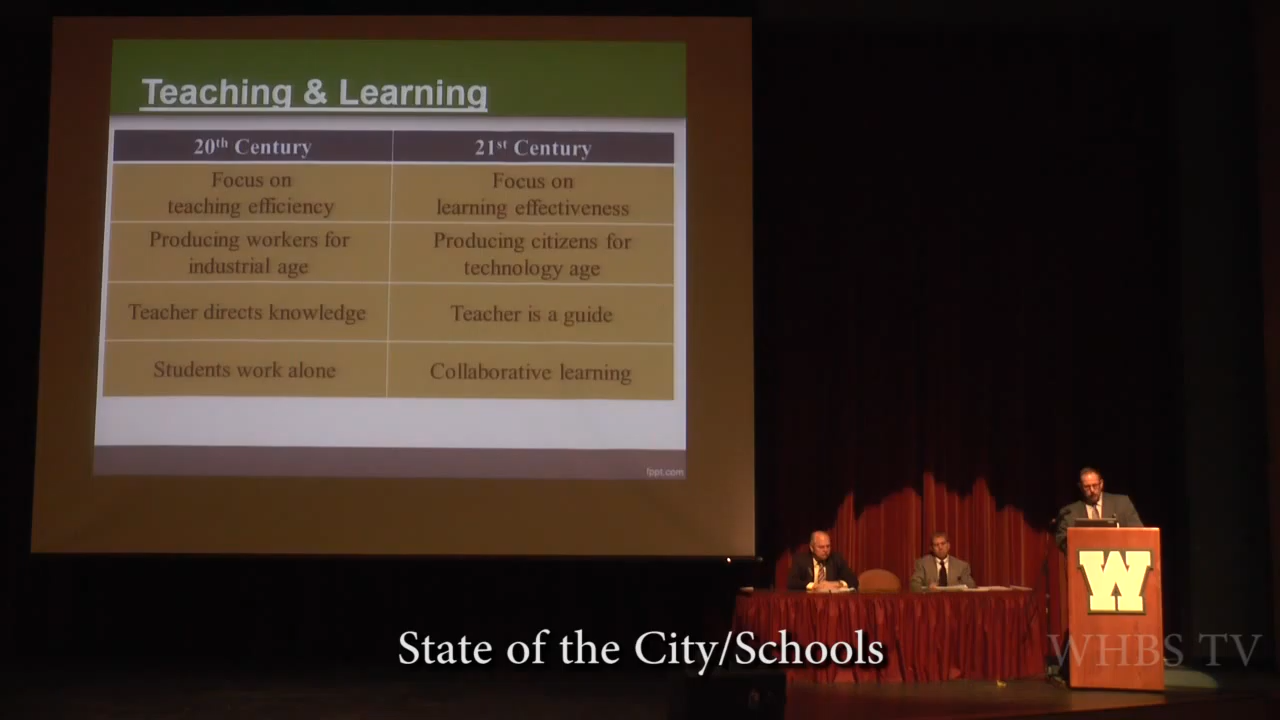 Teaching & Learning
20th Century
21st Century
Focus on
teaching efficiency
Focus on
learning effectiveness
Producing workers for
industrial age
Producing citizens for
technology age
Teacher directs knowledge
Teacher is a guide
Students work alone
Collaborative learning
fppt.com
W
State of the City/Schools
WHBS TV